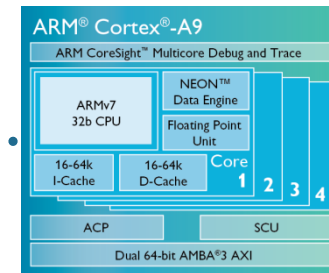 ARM® Cortex®-A9
ARM CoreSight™ Multicore Debug and Trace
ARMv7
32b CPU
NEON™
Data Engine
Floating Point
Unit
16-64k
I-Cache
16-64k
D-Cache
Core
1
2
3
4
ACP
SCU
Dual 64-bit AMBA®3 AXI